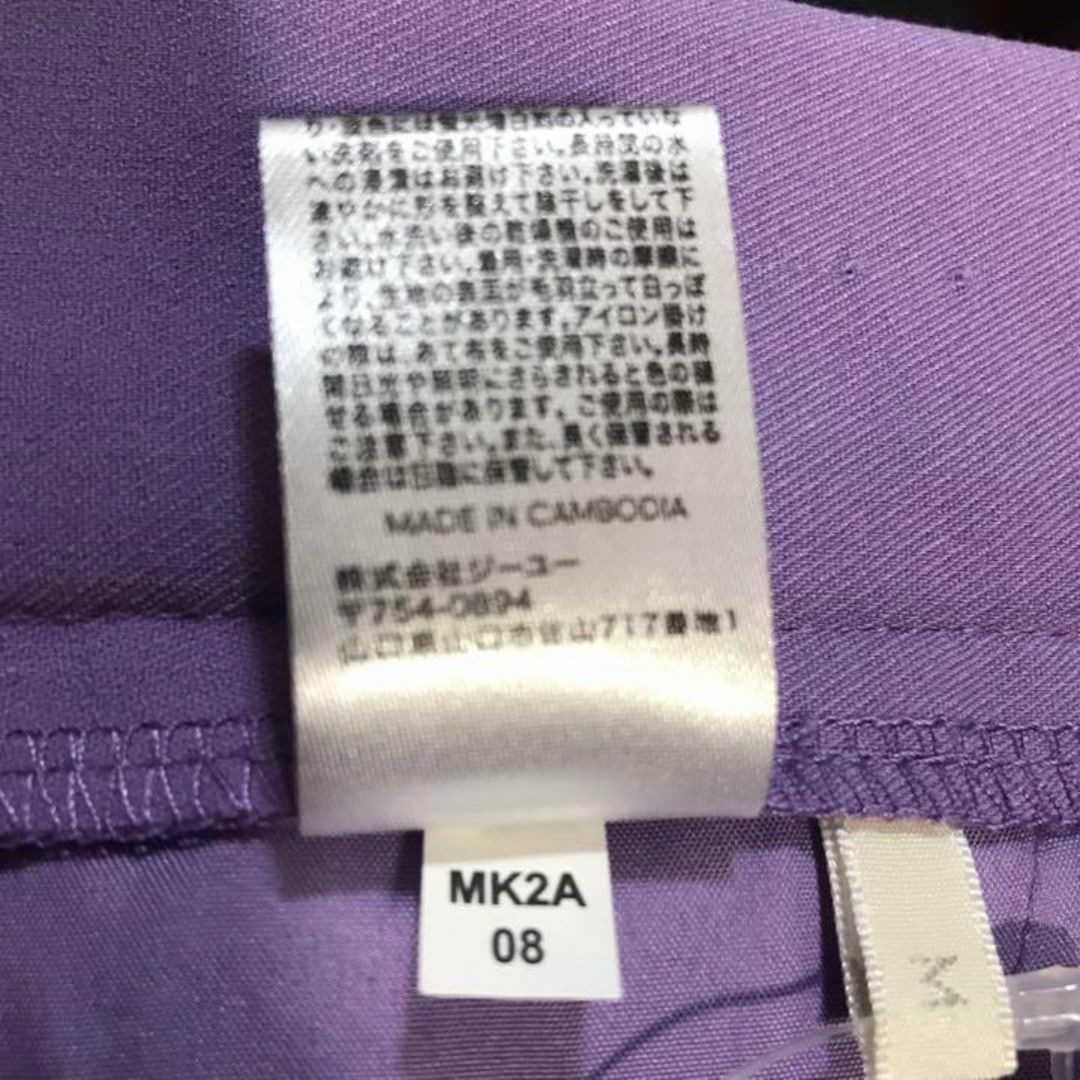 い洗剤をご使用下さい。長時間の水
への浸漬はお避け下さい。洗濯後は
速やかに形を整えて陰干しをして下
さい。水洗い後の乾燥機のご使用は
お避け下さい。着用・洗濯時の摩擦に
より、生地の表面が毛羽立って白っぽ
くなることがあります。アイロン掛け
の際は、あて布をご使用下さい。長時
間日光や照明にさらされると色の褪
せる場合があります。ご使用の際は
ご注意下さい。また、長く保管される
場合は日陰に保管して下さい。
MADE IN CAMBODIA
株式会社ジーユー
〒754-0894
山口県山口市佐山717番地1
MK2A
08
M